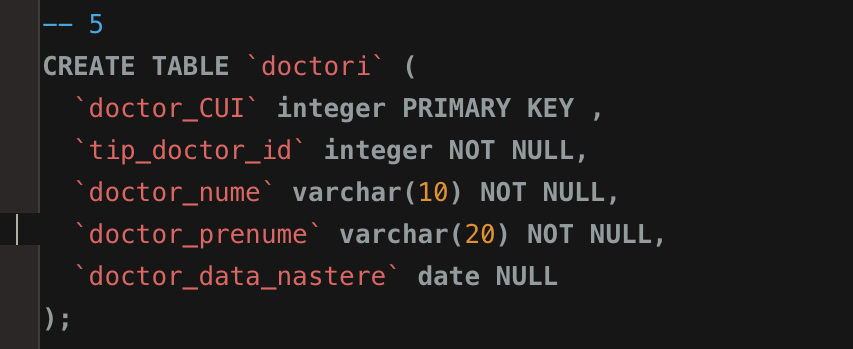 -- 5
CREATE TABLE `doctori` (
  `doctor_CUI` integer PRIMARY KEY ,
  `tip_doctor_id` integer NOT NULL,
  `doctor_nume` varchar(10) NOT NULL,
  `doctor_prenume` varchar(20) NOT NULL,
  `doctor_data_nastere` date NULL
);